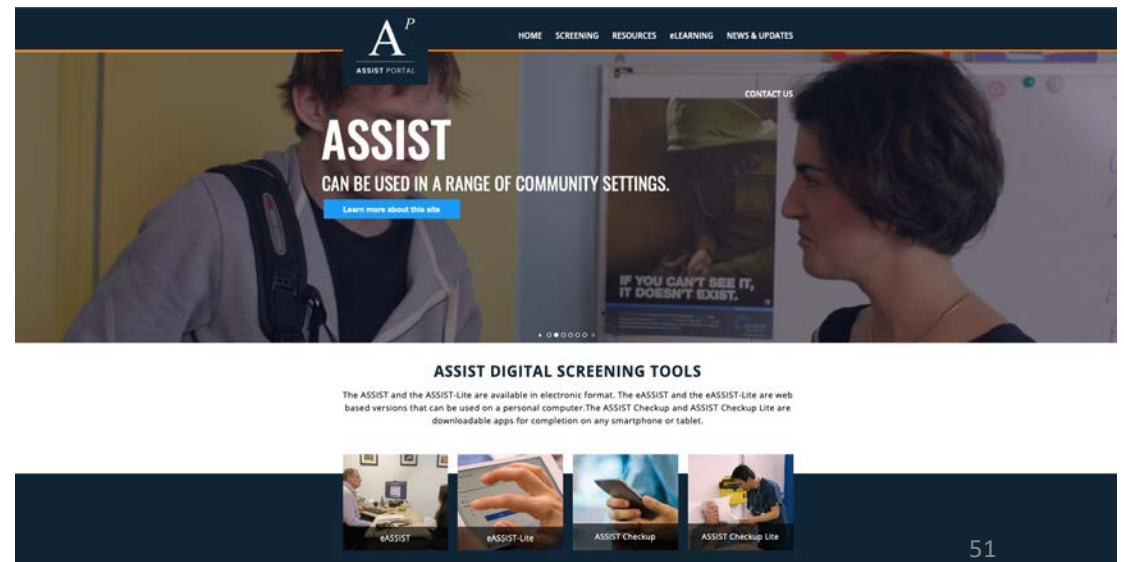 AP
ASSIST PORTAL
HOME SCREENING RESOURCES eLEARNING NEWS & UPDATES
CONTACT US
ASSIST
CAN BE USED IN A RANGE OF COMMUNITY SETTINGS.
Learn more about this site
IF YOU CAN'T SEE IT,
IT DOESN'T EXIST.
ASSIST DIGITAL SCREENING TOOLS
The ASSIST and the ASSIST-Lite are available in electronic format. The eASSIST and the eASSIST-Lite are web
based versions that can be used on a personal computer.The ASSIST Checkup and ASSIST Checkup Lite are
downloadable apps for completion on any smartphone or tablet.
eASSIST
eASSIST-Lite
ASSIST Checkup
ASSIST Checkup Lite
51